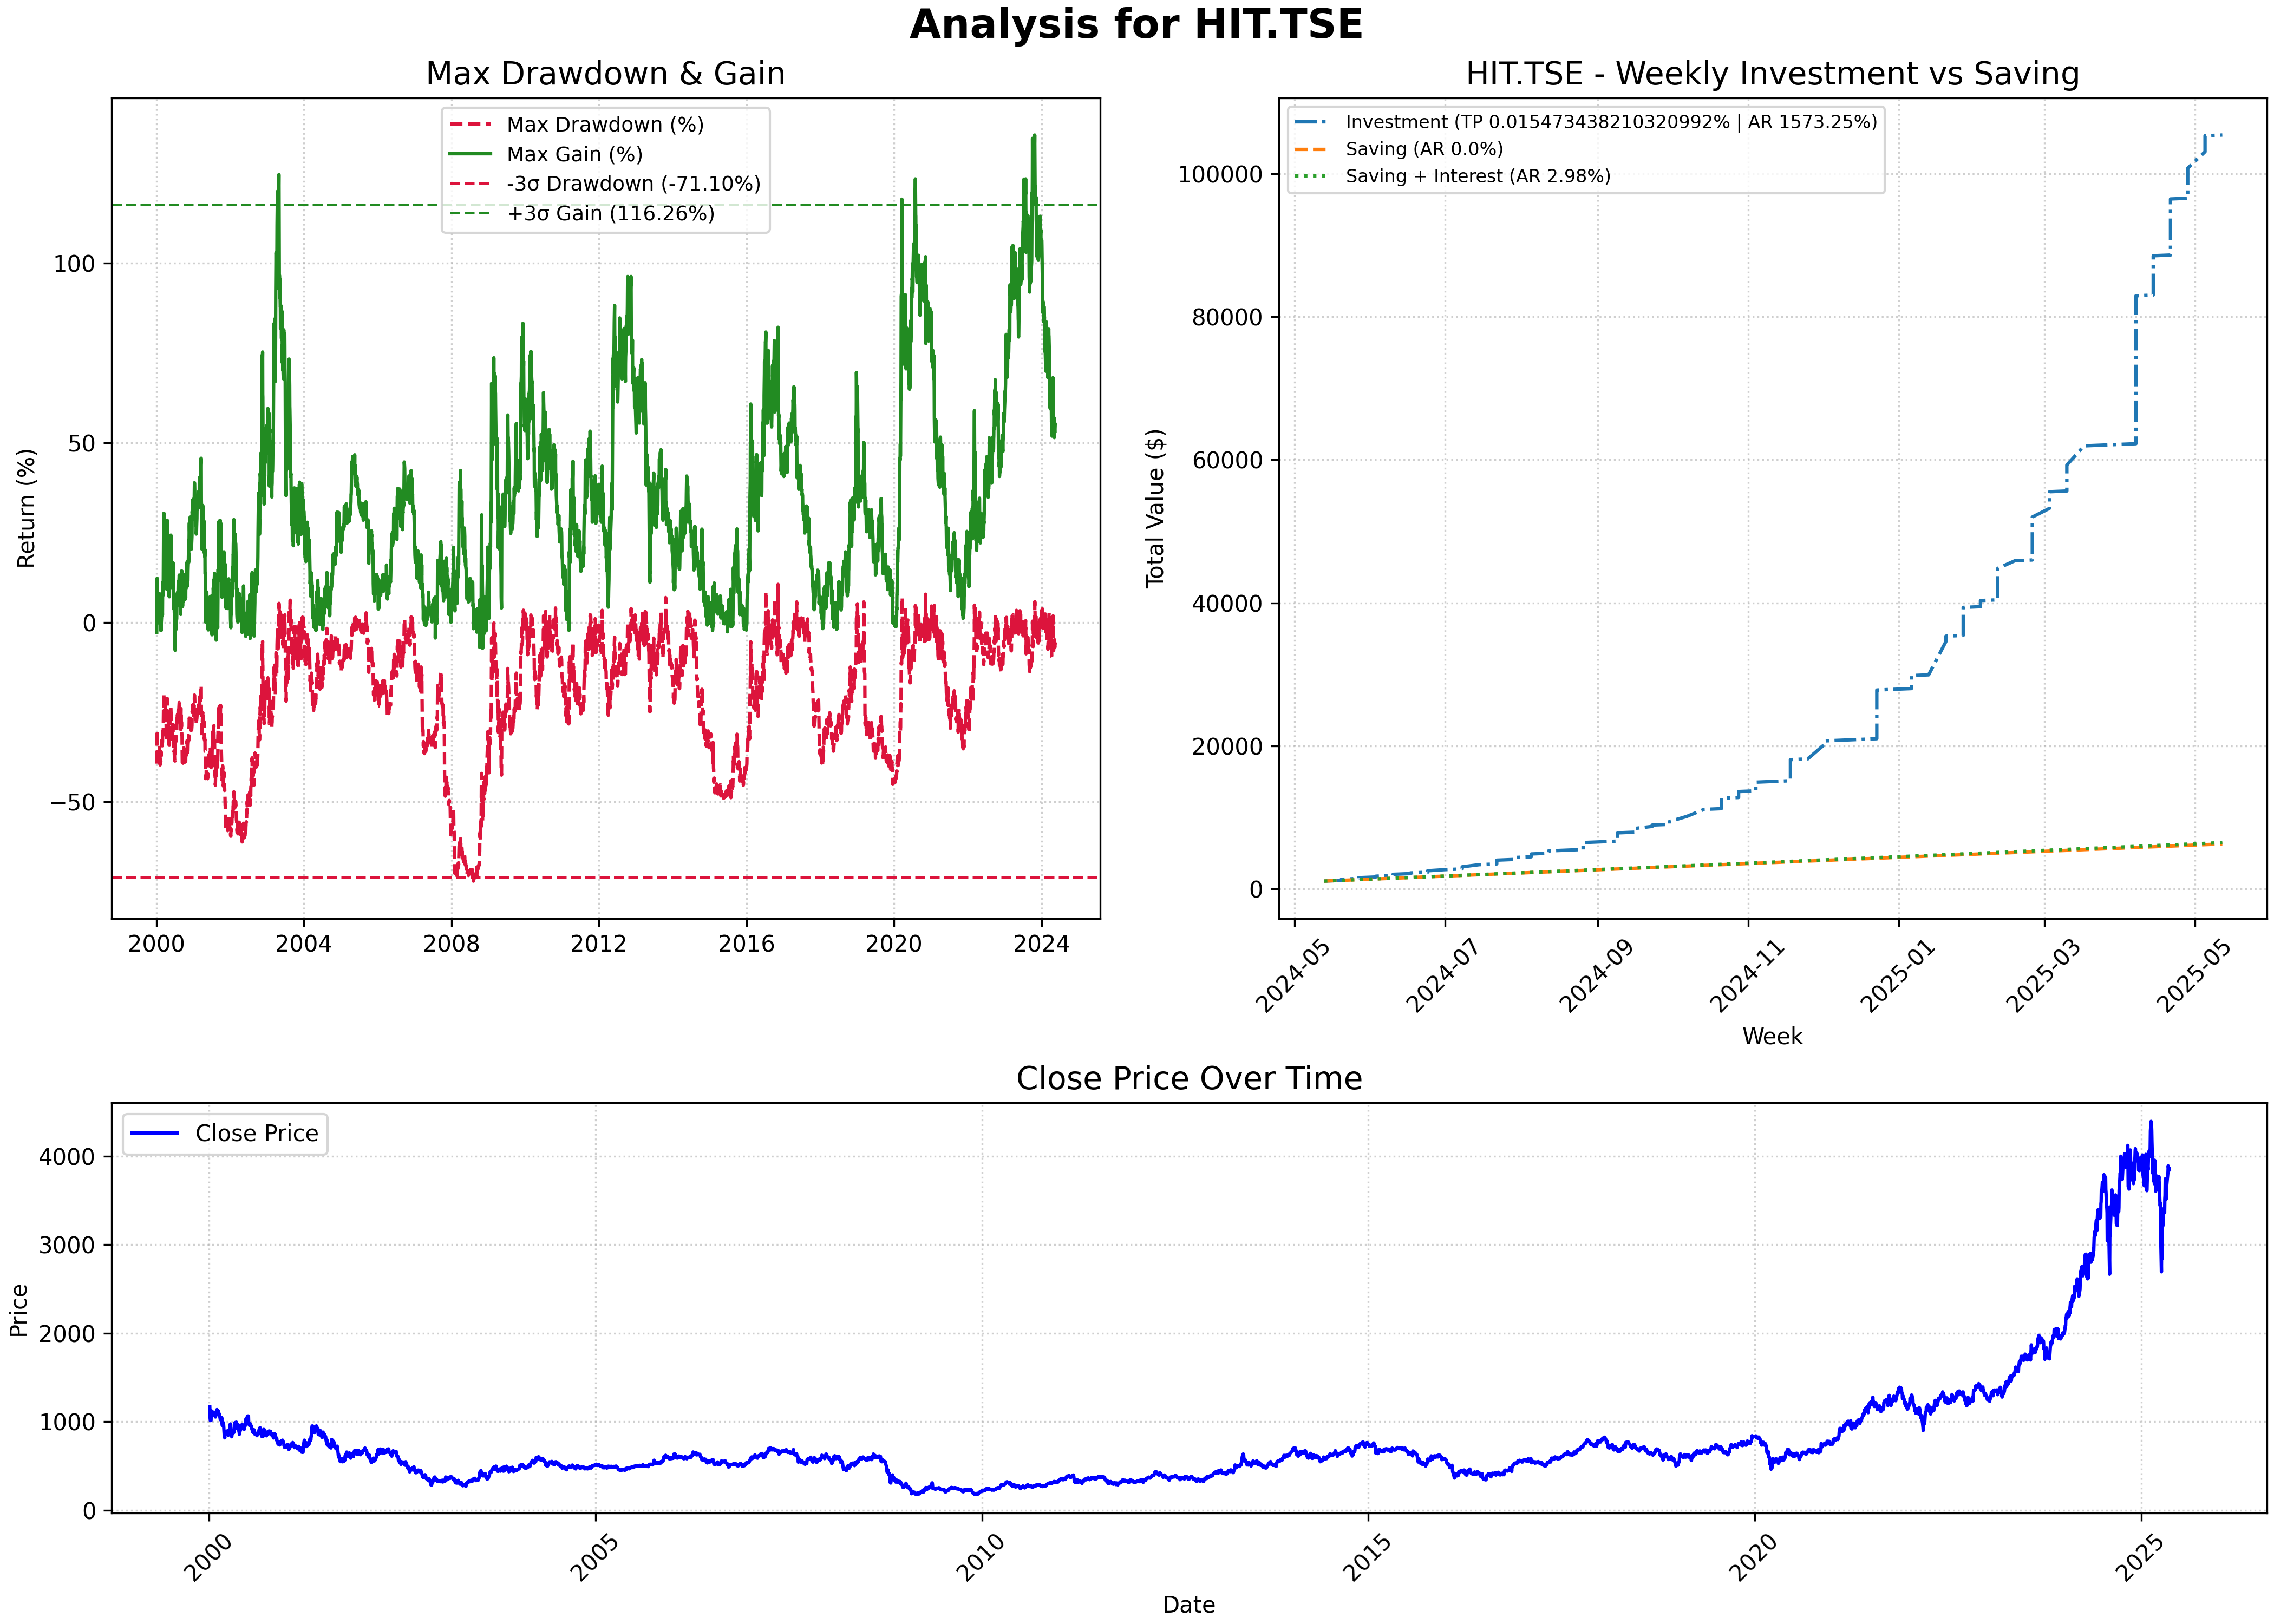 Analysis for HIT.TSE
Max Drawdown & Gain
Max Drawdown (%)
Max Gain (%)
-3σ Drawdown (-71.10%)
+3σ Gain (116.26%)
Return (%)
100
50
0
−50
2000
2004
2008
2012
2016
2020
2024
HIT.TSE - Weekly Investment vs Saving
Investment (TP 0.015473438210320992% | AR 1573.25%)
Saving (AR 0.0%)
Saving + Interest (AR 2.98%)
Total Value ($)
100000
80000
60000
40000
20000
0
2024-05
2024-07
2024-09
2024-11
2025-01
2025-03
2025-05
Week
Close Price Over Time
Close Price
Price
4000
3000
2000
1000
0
2000
2005
2010
2015
2020
2025
Date